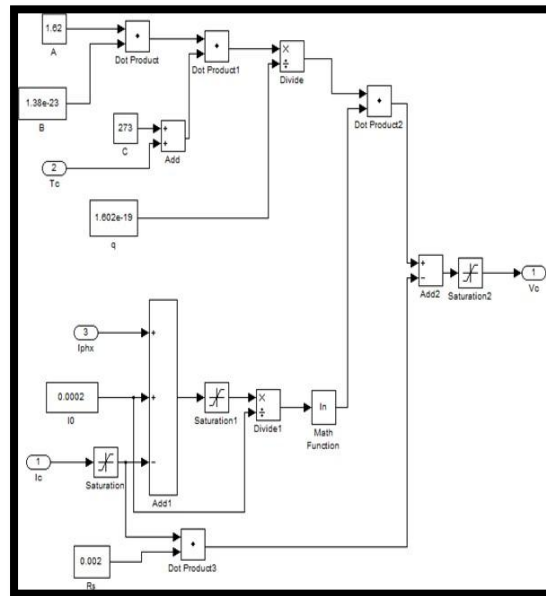 1.62
A
Dot Product
Dot Product1
×
÷
Divide
1.38e-23
B
273
C
+
+
Add
2
Tc
Dot Product2
1.602e-19
q
+
−
Add2
Saturation2
1
Vc
3
Iphx
+
0.0002
I0
+
Saturation1
×
÷
Divide1
ln
Math
Function
1
Ic
Saturation
−
Add1
0.002
Rs
Dot Product3